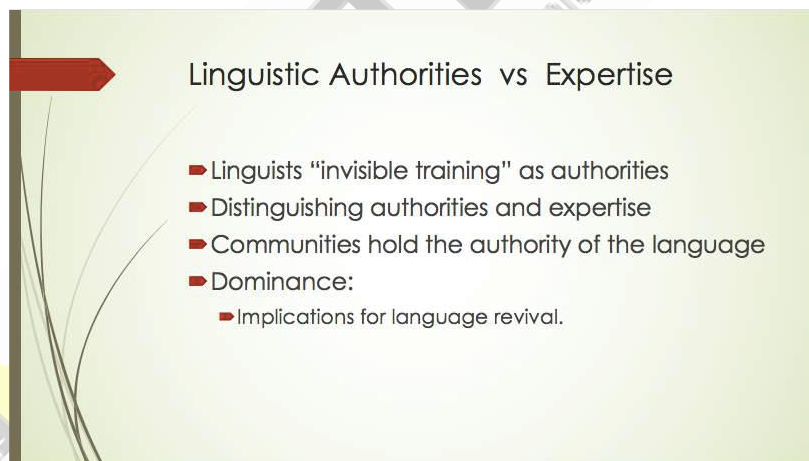 Linguistic Authorities vs Expertise
Linguists “invisible training” as authorities
Distinguishing authorities and expertise
Communities hold the authority of the language
Dominance:
Implications for language revival.